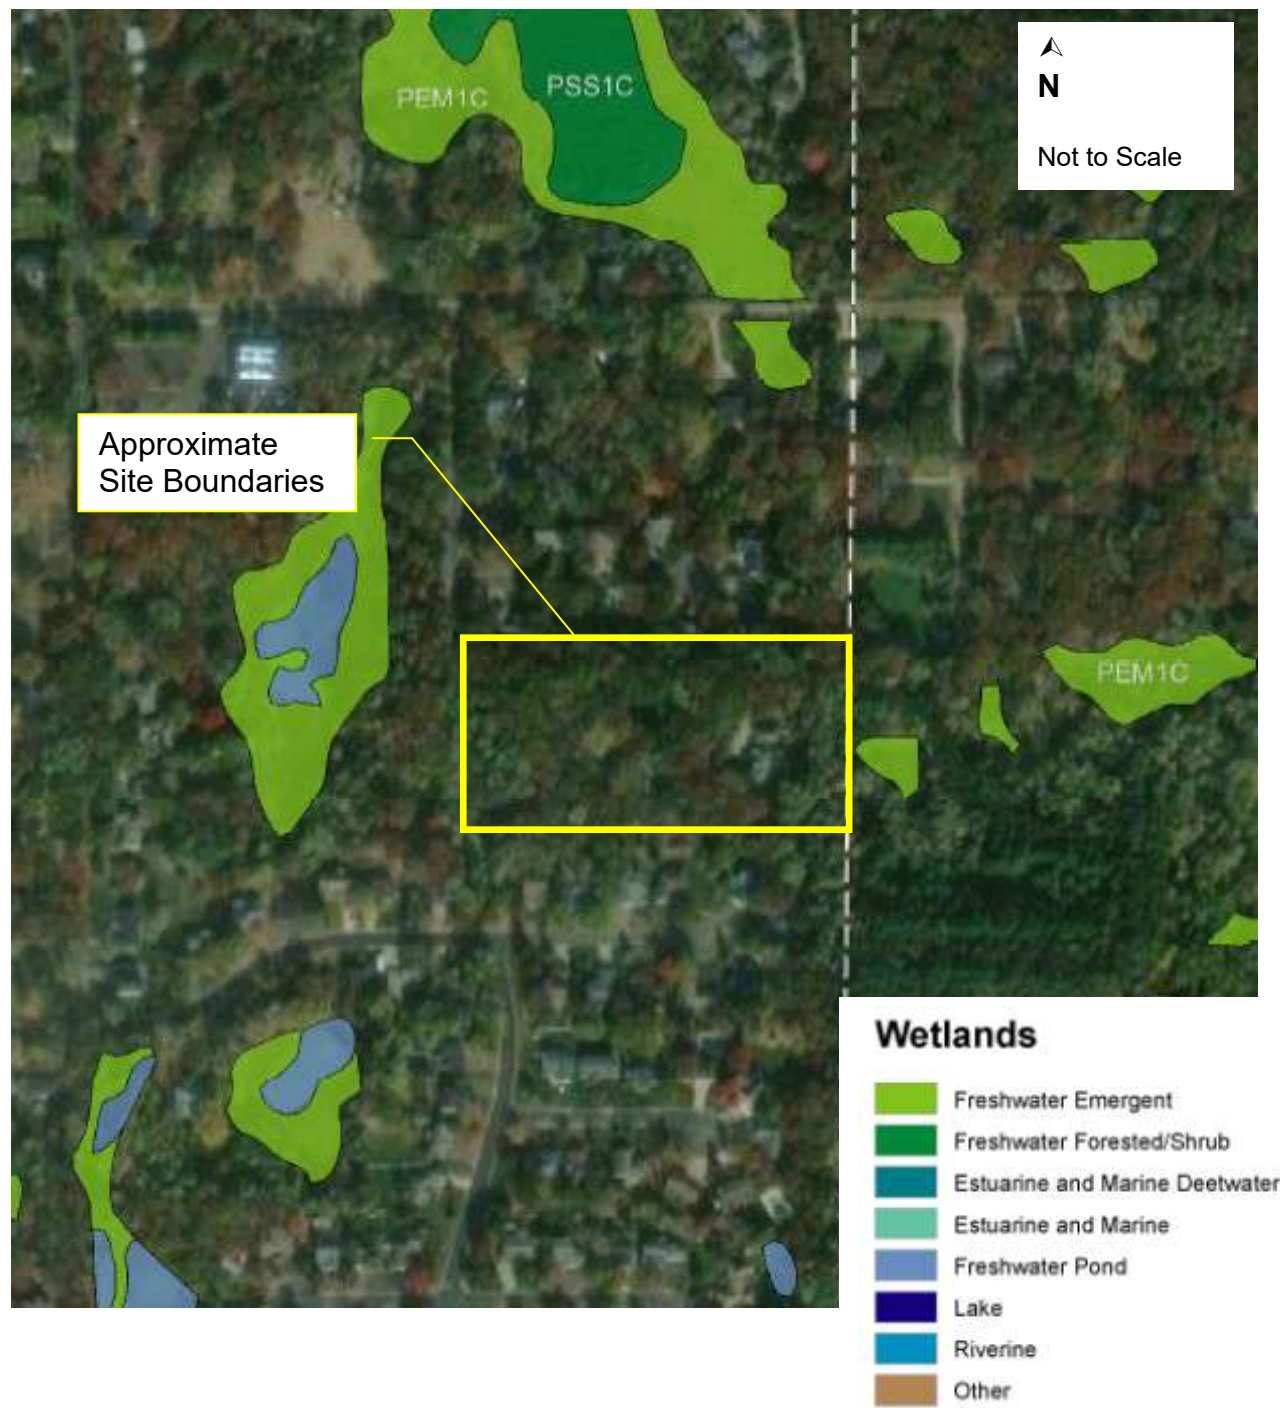 PEM1C
PSS1C
N
Not to Scale
Approximate
Site Boundaries
PEM1C
Wetlands
Freshwater Emergent
Freshwater Forested/Shrub
Estuarine and Marine Deetwater
Estuarine and Marine
Freshwater Pond
Lake
Riverine
Other